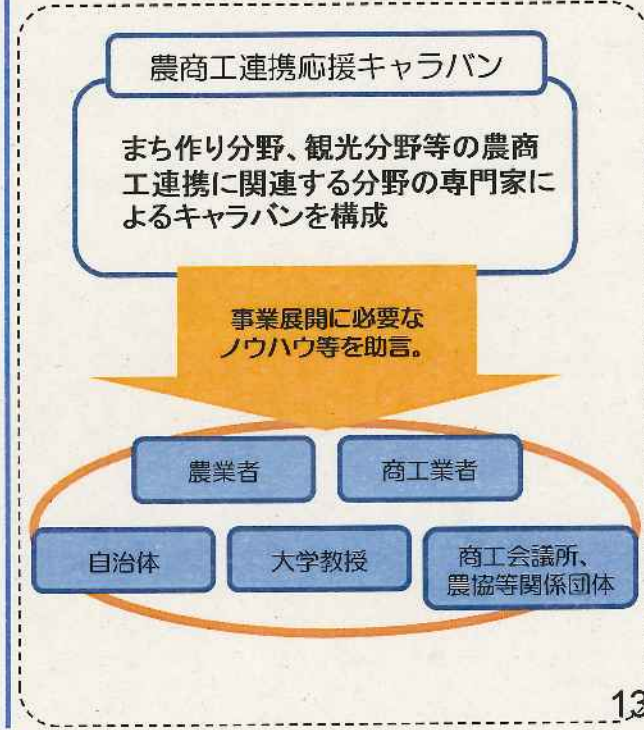 農商工連携応援キャラバン
まち作り分野、観光分野等の農商
工連携に関連する分野の専門家に
よるキャラバンを構成
事業展開に必要な
ノウハウ等を助言。
農業者
商工業者
自治体
大学教授
商工会議所、
農協等関係団体
13